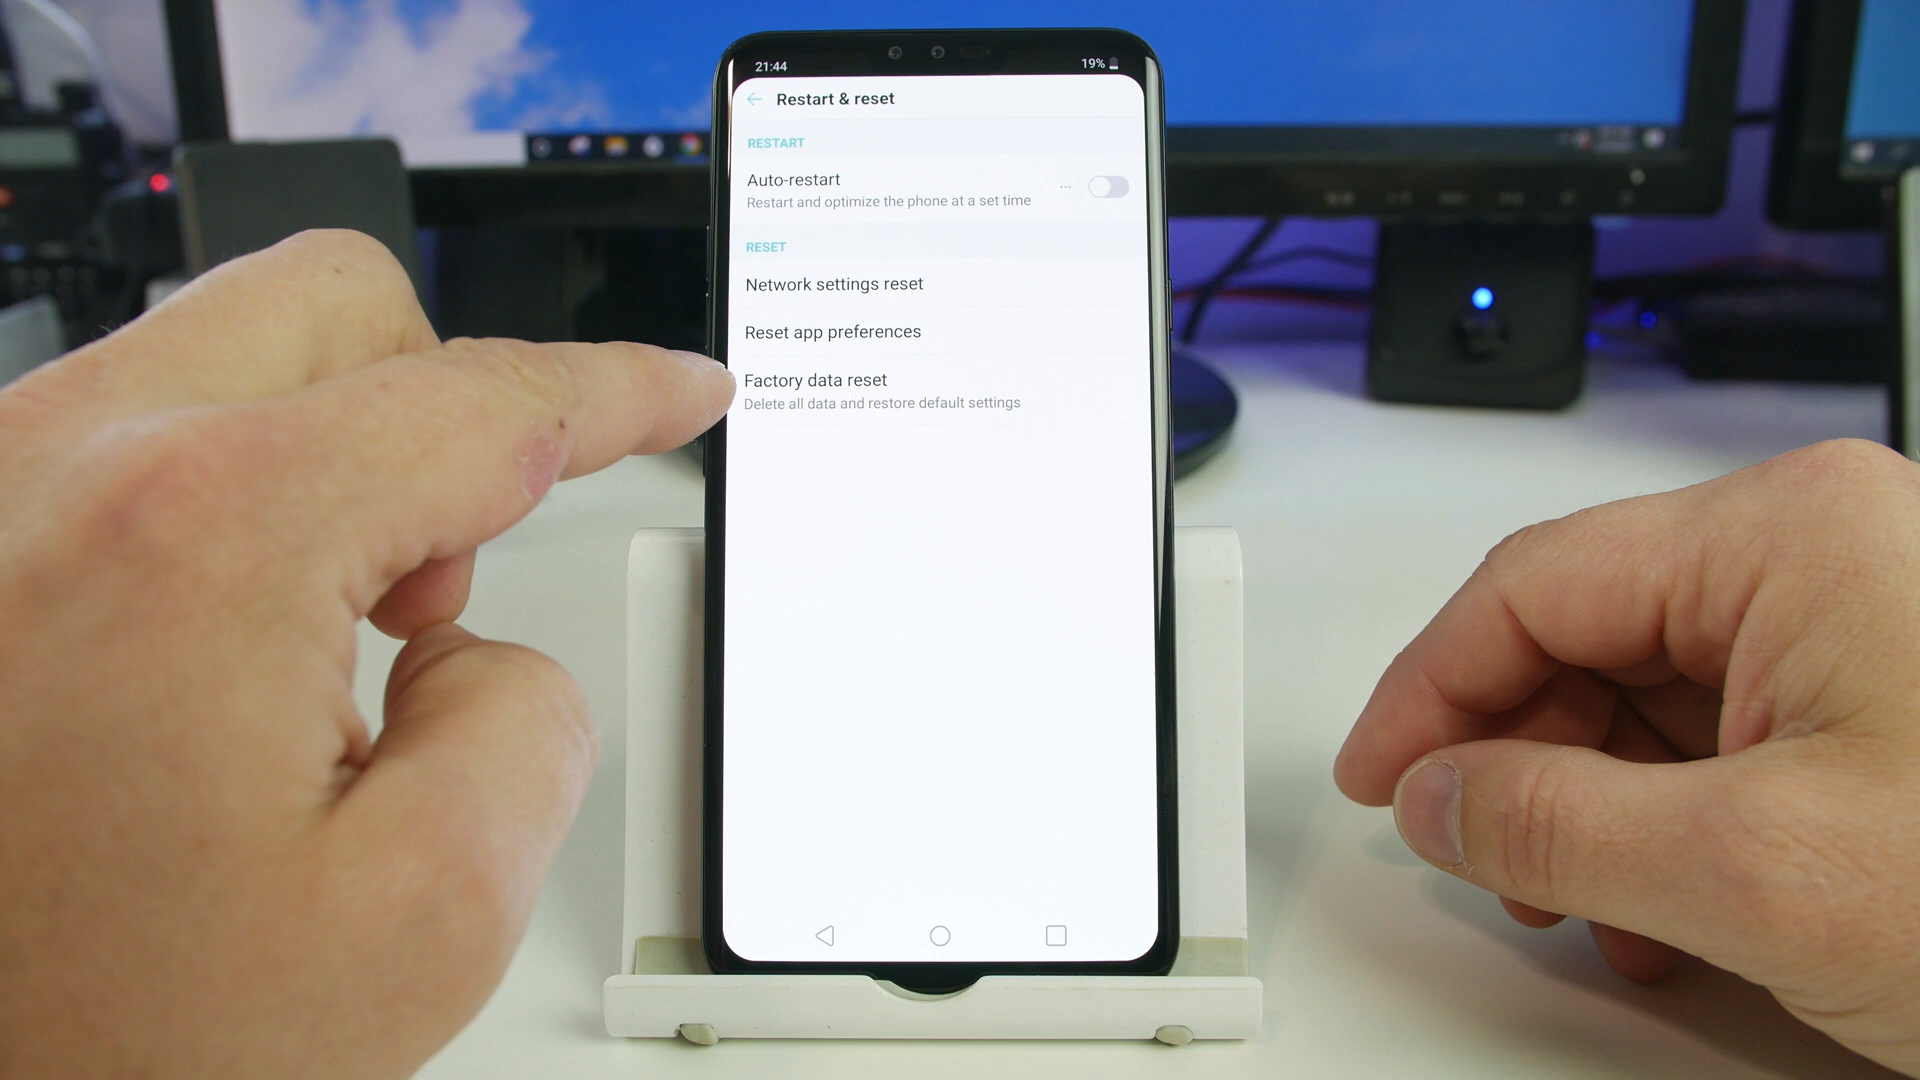 21:44
19%
Restart & reset
RESTART
Auto-restart
Restart and optimize the phone at a set time
RESET
Network settings reset
Reset app preferences
Factory data reset
Delete all data and restore default settings